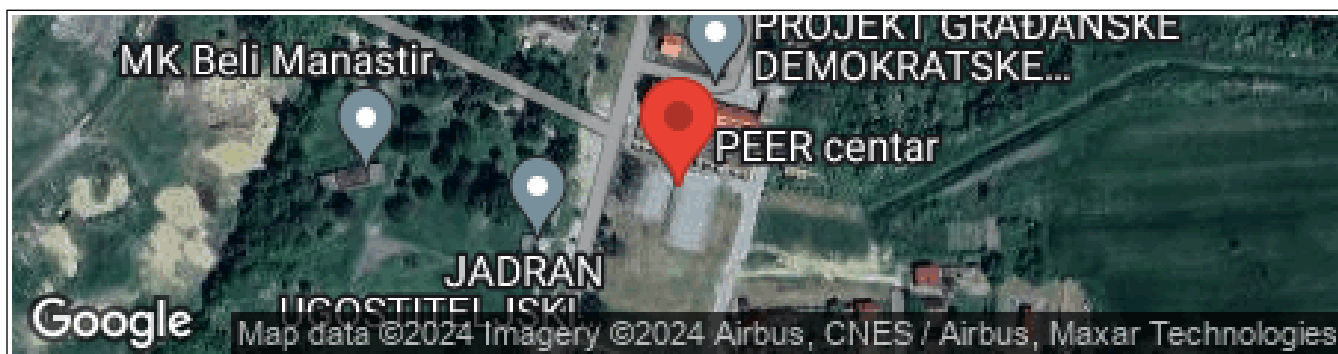 PROJEKT GRAĐANSKE
DEMOKRATSKE...
MK Beli Manastir
PEER centar
JADRAN
UGOSTITELJSKI
Google
Map data ©2024 Imagery ©2024 Airbus, CNES / Airbus, Maxar Technologies